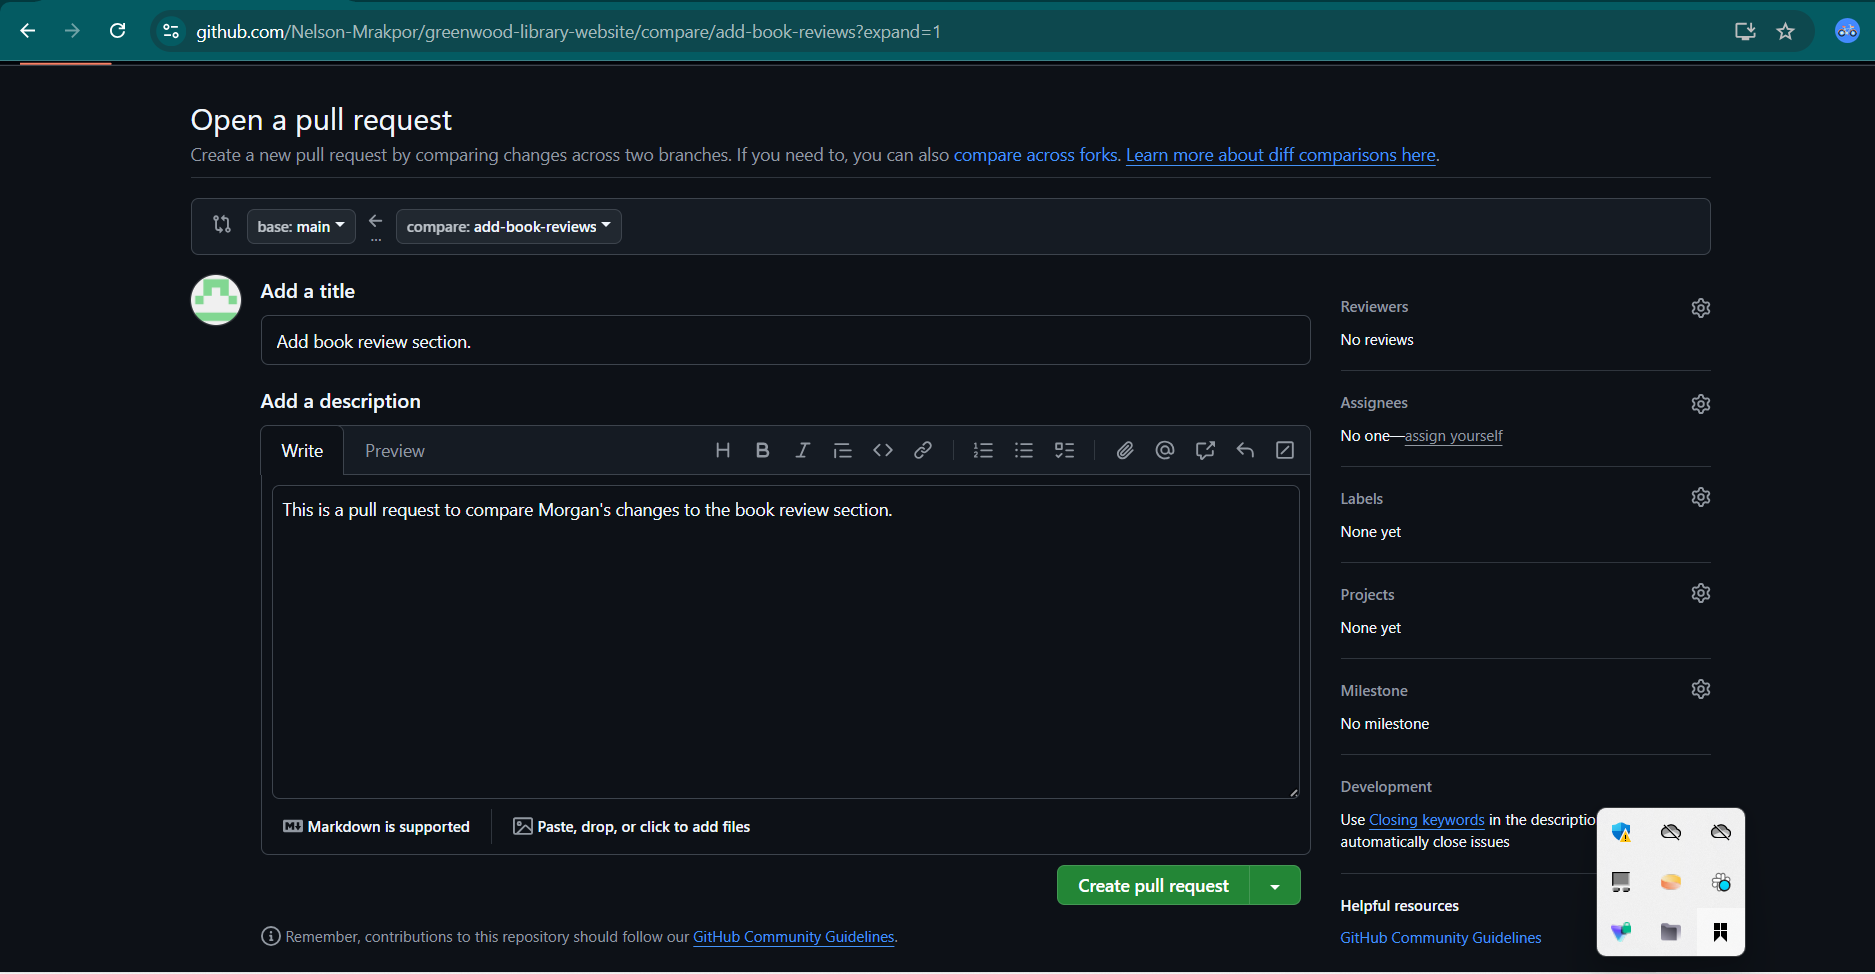 github.com/Nelson-Mrakpor/greenwood-library-website/compare/add-book-reviews?expand=1
Open a pull request
Create a new pull request by comparing changes across two branches. If you need to, you can also compare across forks. Learn more about diff comparisons here.
base: main
...
compare: add-book-reviews
Add a title
Add book review section.
Add a description
Write
Preview
This is a pull request to compare Morgan's changes to the book review section.
Markdown is supported
Paste, drop, or click to add files
Create pull request
Remember, contributions to this repository should follow our GitHub Community Guidelines.
Reviewers
No reviews
Assignees
No one—assign yourself
Labels
None yet
Projects
None yet
Milestone
No milestone
Development
Use Closing keywords in the descriptio
automatically close issues
Helpful resources
GitHub Community Guidelines